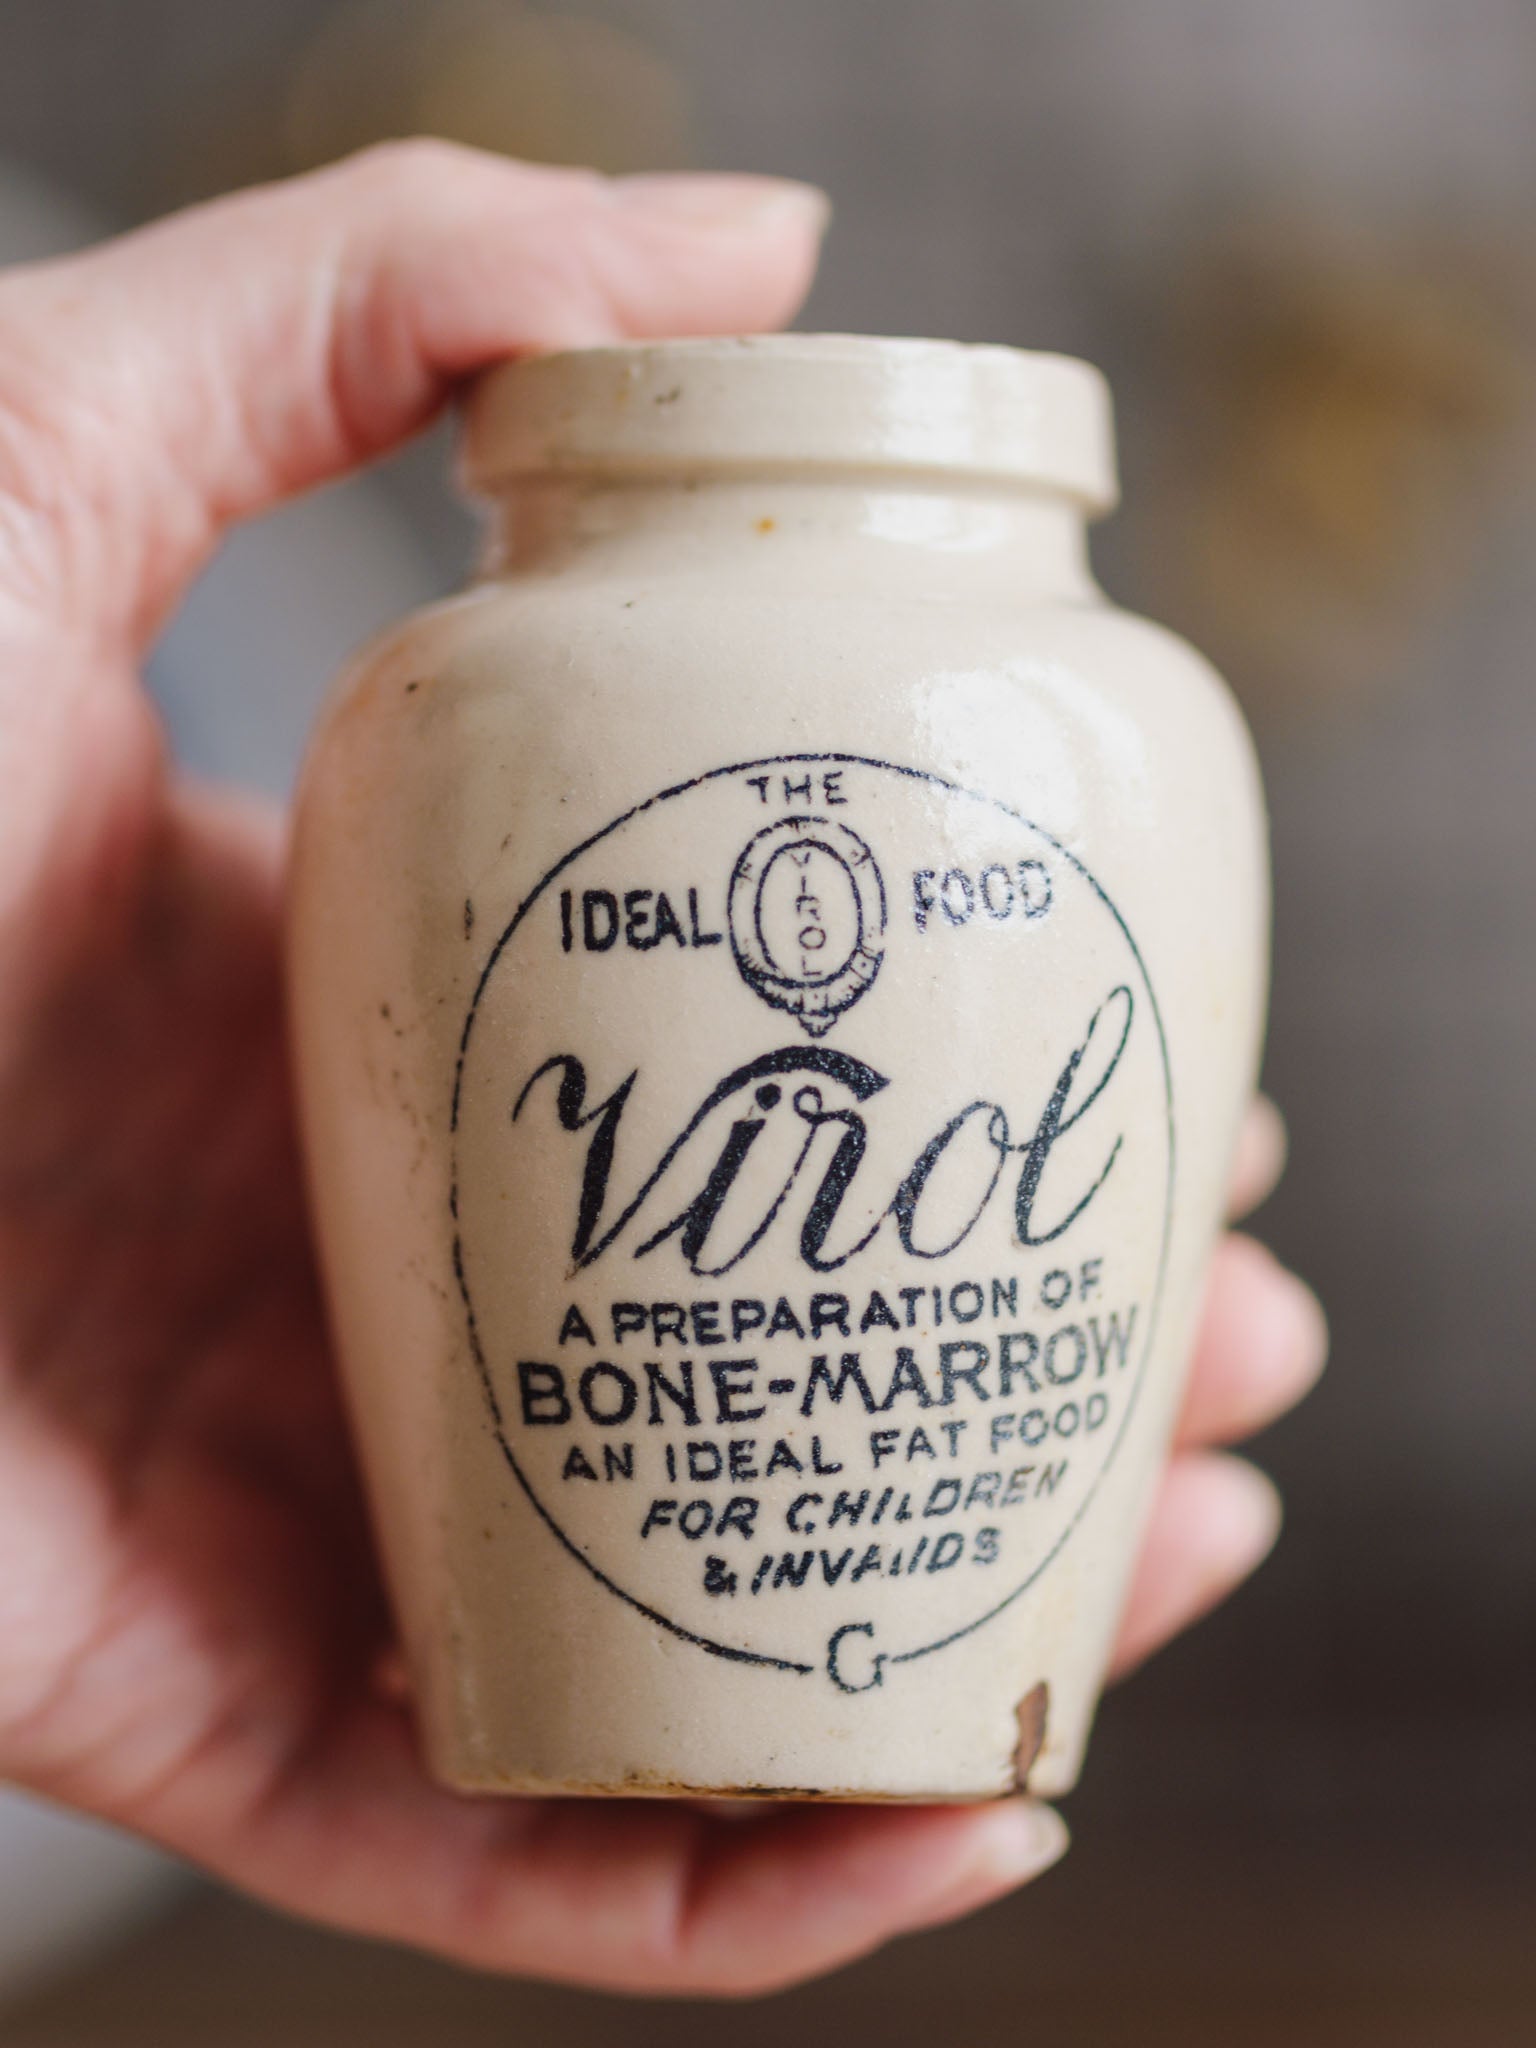 THE
IDEAL VIROL FOOD
Virol
A PREPARATION OF
BONE-MARROW
AN IDEAL FAT FOOD
FOR CHILDREN
& INVALIDS
G